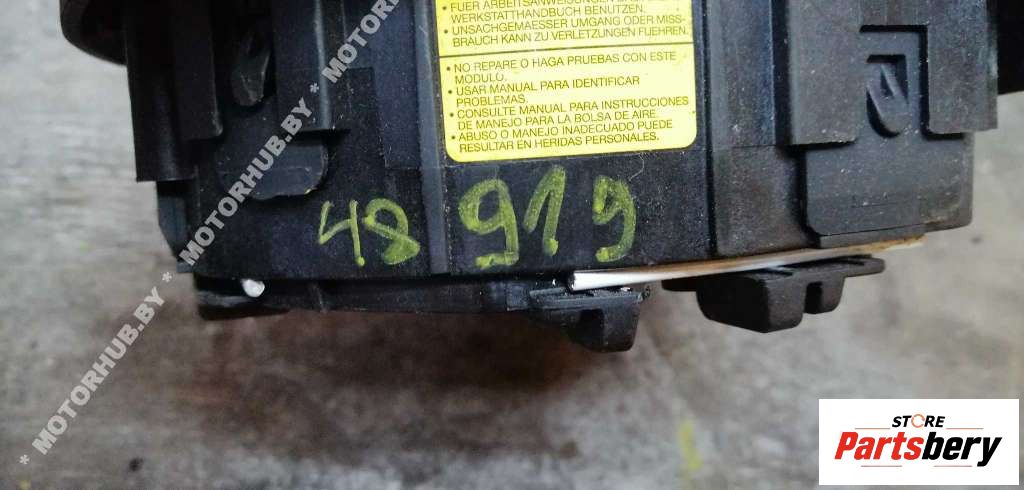 • FUER ARBEITSANWEISUNGEN
WERKSTATTHANDBUCH BENUTZEN.
• UNSACHGEMAESSER UMGANG ODER MISS-
BRAUCH KANN ZU VERLETZUNGEN FUEHREN.
• NO REPARE O HAGA PRUEBAS CON ESTE
MODULO.
• USAR MANUAL PARA IDENTIFICAR
PROBLEMAS.
• CONSULTE MANUAL PARA INSTRUCCIONES
DE MANEJO PARA LA BOLSA DE AIRE.
• ABUSO O MANEJO INADECUADO PUEDE
RESULTAR EN HERIDAS PERSONALES.
48 919
* MOTORHUB.BY * MOTORHUB.BY * MOTORHUB.BY
STORE
Partsbery